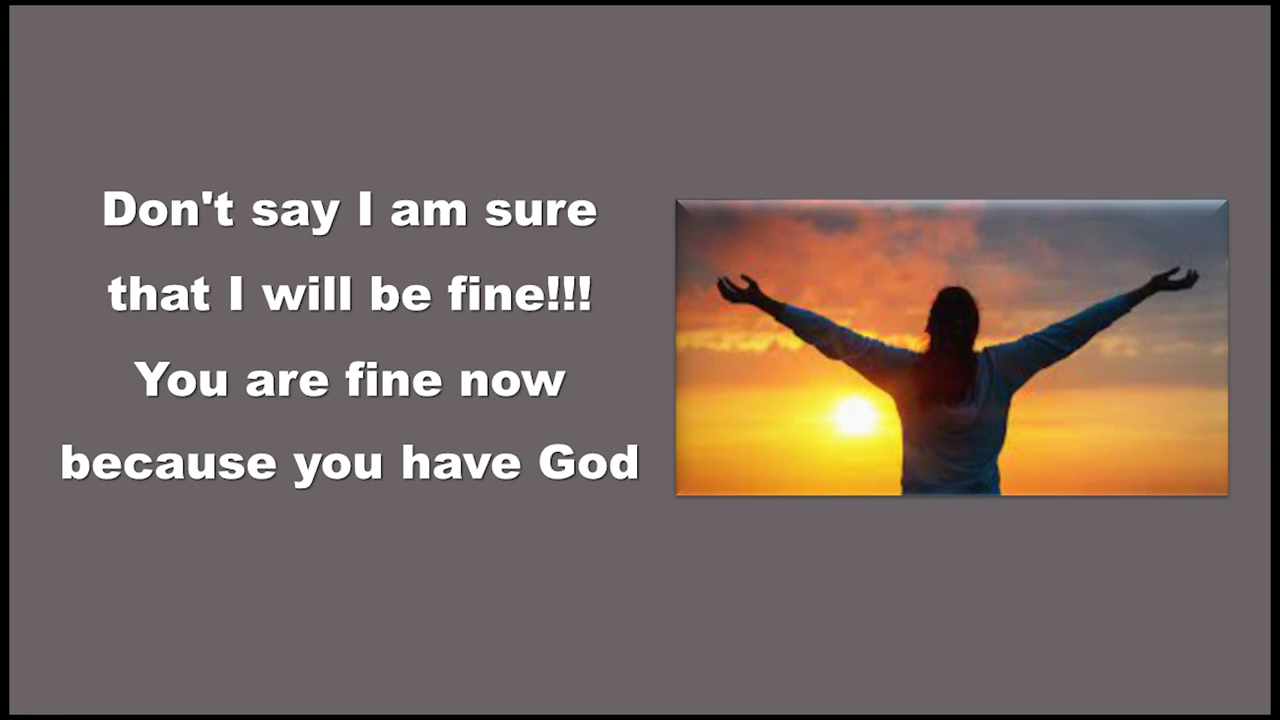 Don't say I am sure
that I will be fine!!!
You are fine now
because you have God